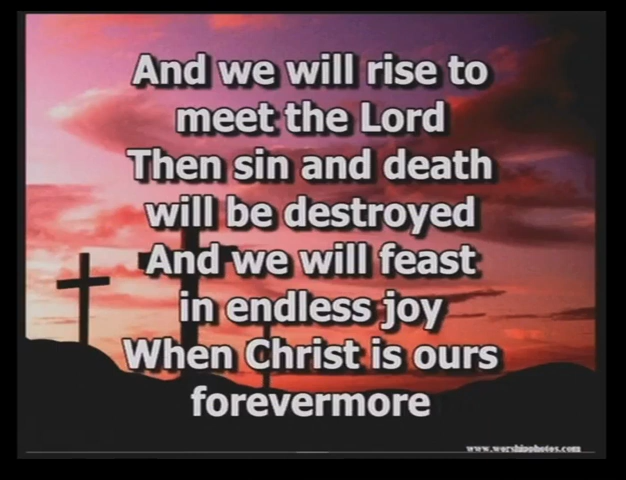 And we will rise to
meet the Lord
Then sin and death
will be destroyed
And we will feast
in endless joy
When Christ is ours
forevermore
www.worshipphotos.com